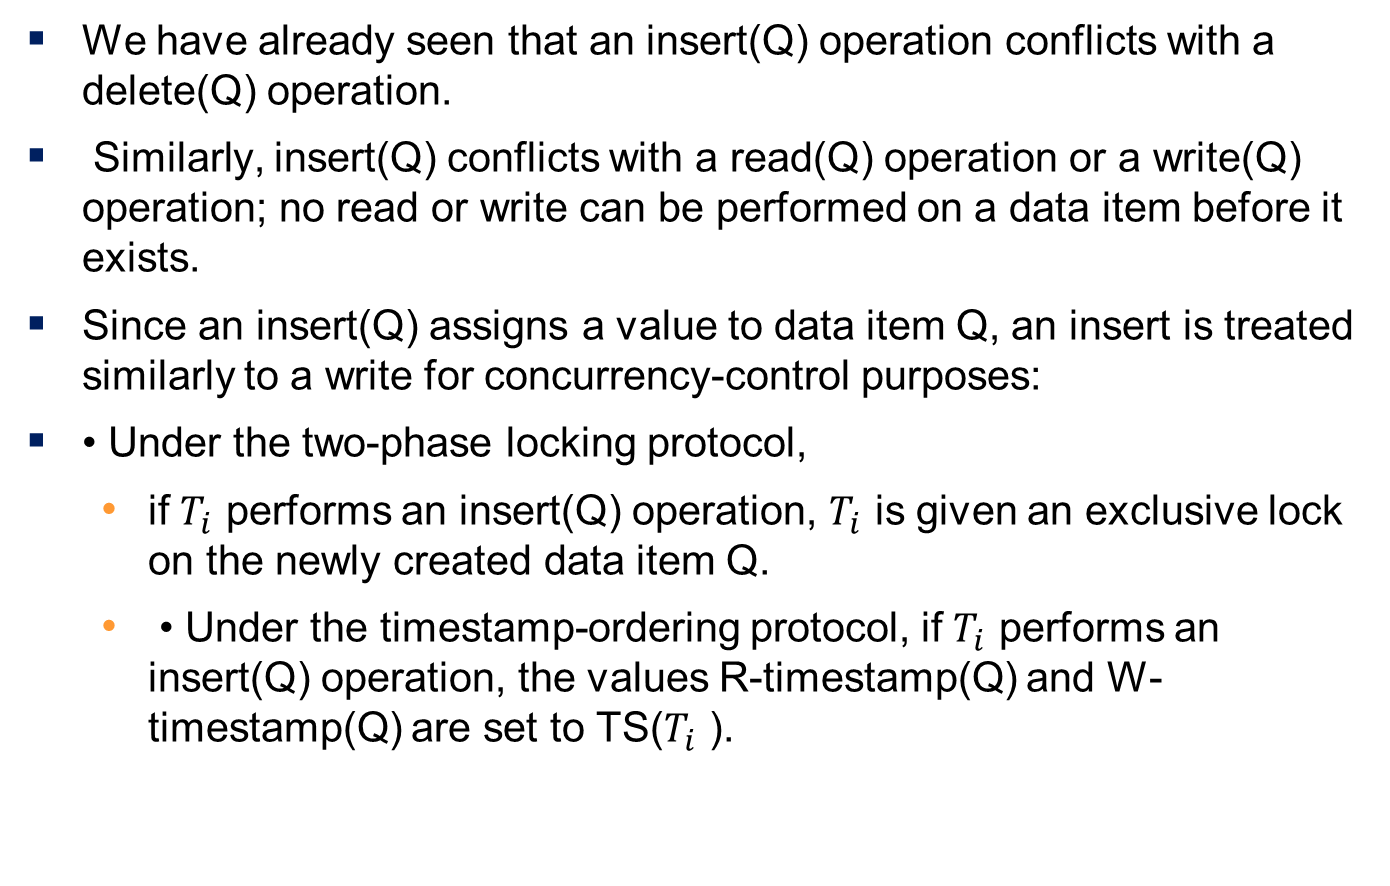 ▪ We have already seen that an insert(Q) operation conflicts with a
delete(Q) operation.
▪ Similarly, insert(Q) conflicts with a read(Q) operation or a write(Q)
operation; no read or write can be performed on a data item before it
exists.
▪ Since an insert(Q) assigns a value to data item Q, an insert is treated
similarly to a write for concurrency-control purposes:
▪ • Under the two-phase locking protocol,
• if 𝑇𝑖 performs an insert(Q) operation, 𝑇𝑖 is given an exclusive lock
on the newly created data item Q.
• • Under the timestamp-ordering protocol, if 𝑇𝑖 performs an
insert(Q) operation, the values R-timestamp(Q) and W-
timestamp(Q) are set to TS(𝑇𝑖 ).